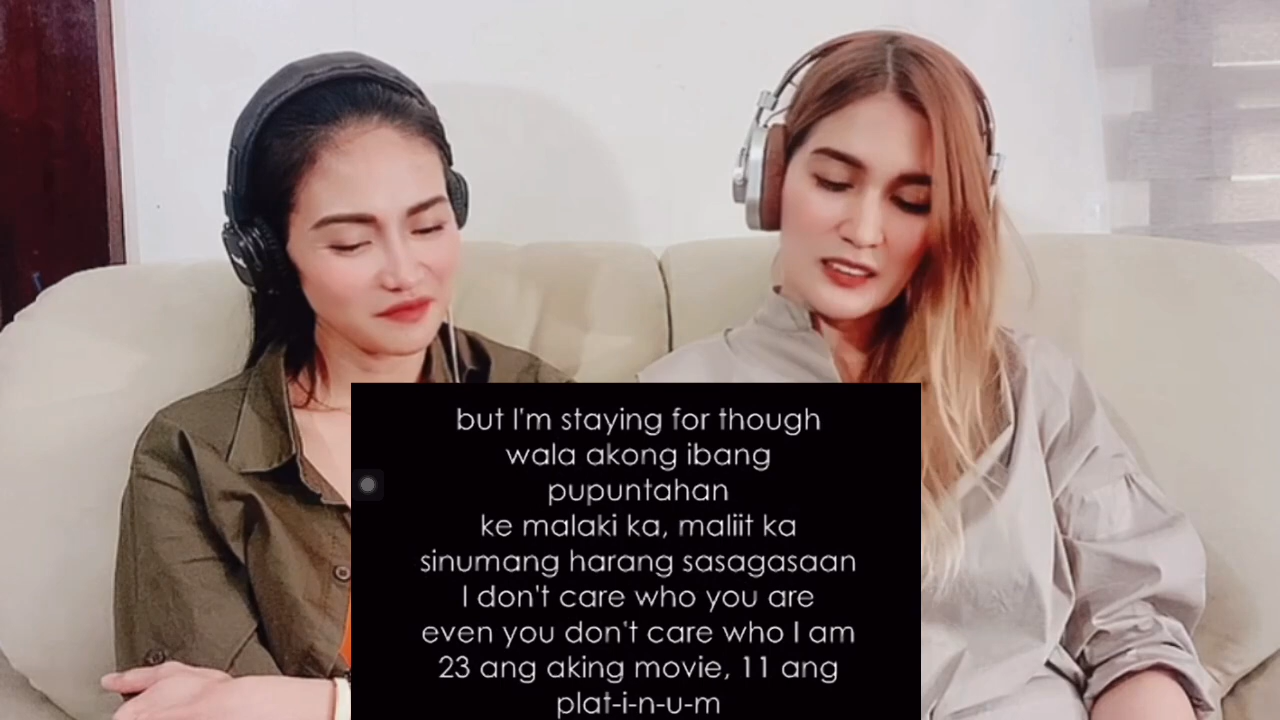 but I'm staying for though
wala akong ibang
pupuntahan
ke malaki ka, maliit ka
sinumang harang sasagasaan
I don't care who you are
even you don't care who I am
23 ang aking movie, 11 ang
plat-i-n-u-m